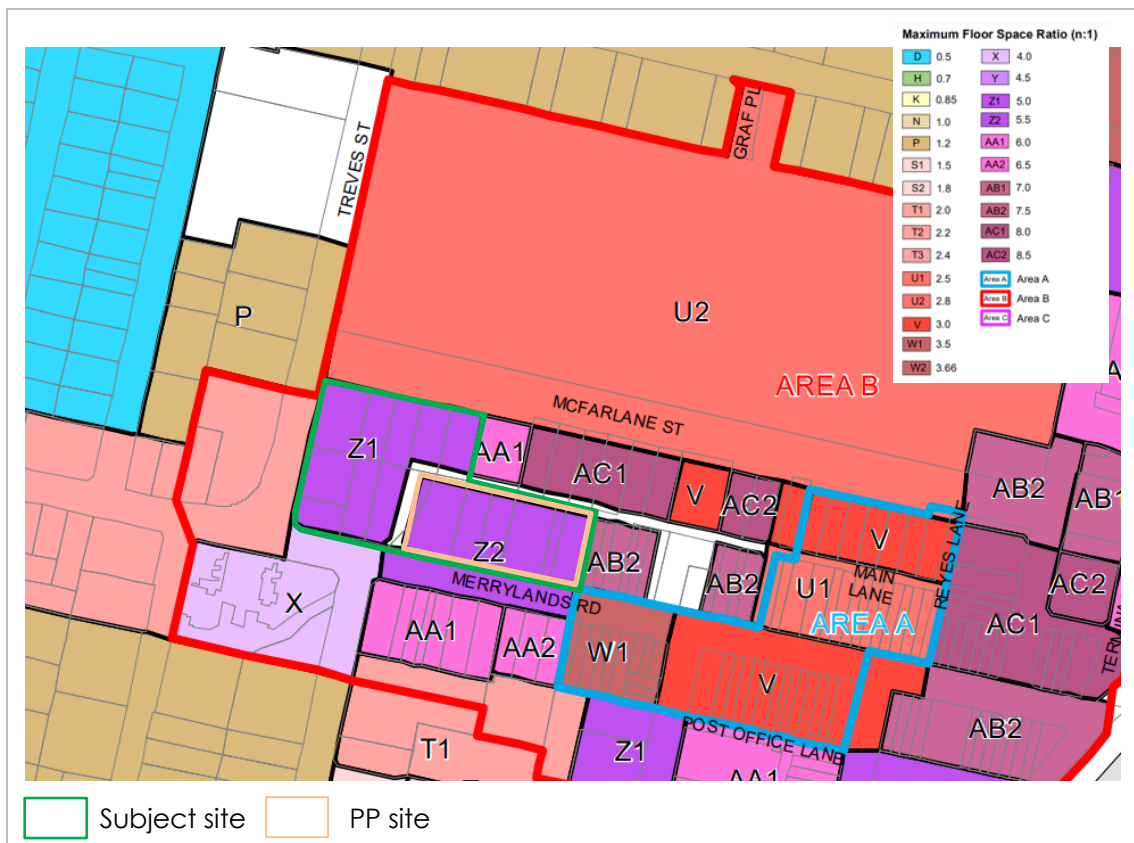 Maximum Floor Space Ratio (n:1)
D 0.5 X 4.0
H 0.7 Y 4.5
K 0.85 Z1 5.0
N 1.0 Z2 5.5
P 1.2 AA1 6.0
S1 1.5 AA2 6.5
S2 1.8 AB1 7.0
T1 2.0 AB2 7.5
T2 2.2 AC1 8.0
T3 2.4 AC2 8.5
U1 2.5 Area A Area A
U2 2.8 Area B Area B
V 3.0 Area C Area C
W1 3.5
W2 3.66
GRAF PL
TREVES ST
P
U2
AREA B
MCFARLANE ST
Z1
AA1
AC1
V
AC2
AB2
AB1
V
Z2
AB2
AB2
MAIN
LANE
REYES LANE
AC2
U1
MERRYLANDS RD
X
AA1
AA2
W1
AREA A
AC1
V
AB2
T1
Z1
POST OFFICE LANE
AA1
Subject site PP site